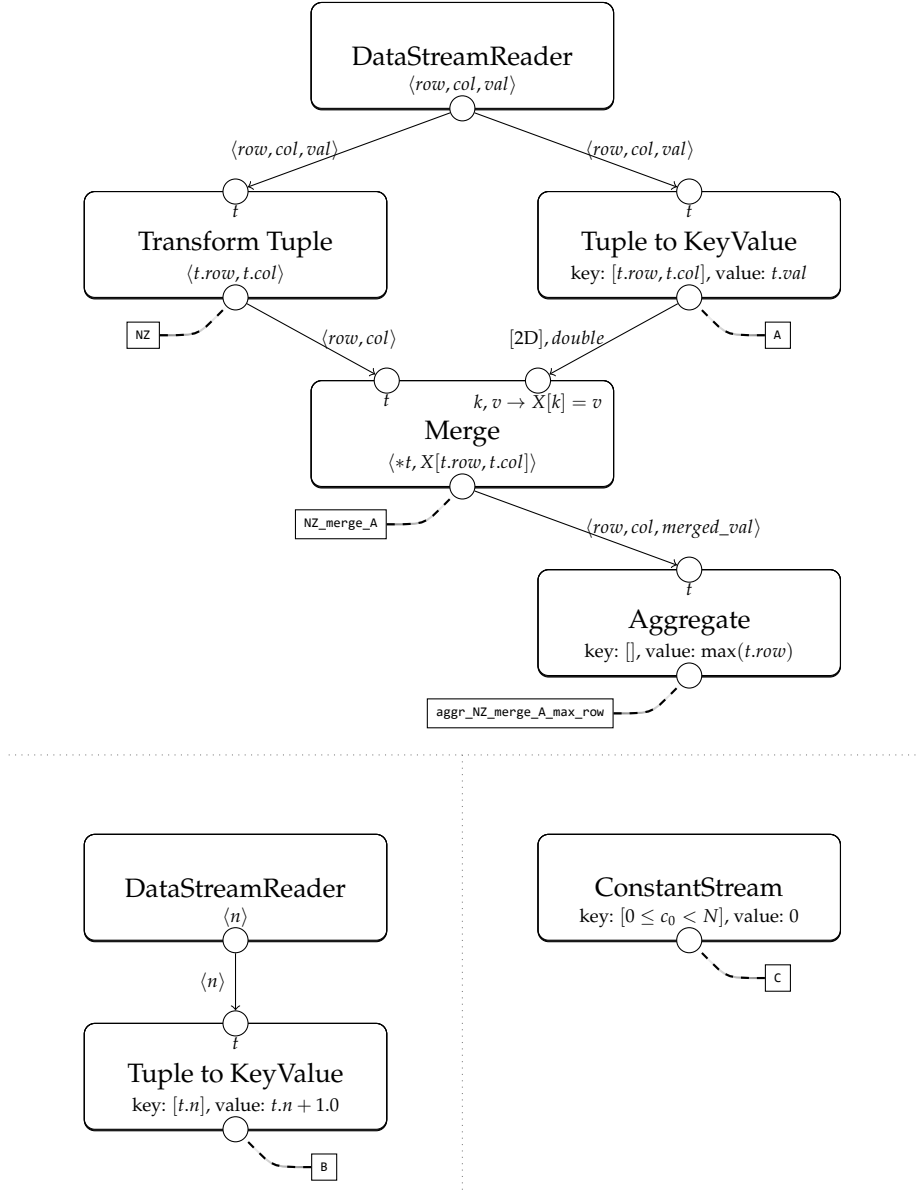 DataStreamReader
⟨row, col, val⟩
⟨row, col, val⟩ ⟨row, col, val⟩
t t
Transform Tuple
⟨t.row, t.col⟩
Tuple to KeyValue
key: [t.row, t.col], value: t.val
NZ
A
⟨row, col⟩
[2D], double
t
k, v → X[k] = v
Merge
⟨*t, X[t.row, t.col]⟩
NZ_merge_A
⟨row, col, merged_val⟩
t
Aggregate
key: [], value: max(t.row)
aggr_NZ_merge_A_max_row
DataStreamReader
⟨n⟩
⟨n⟩
t
Tuple to KeyValue
key: [t.n], value: t.n + 1.0
B
ConstantStream
key: [0 ≤ c₀ < N], value: 0
C